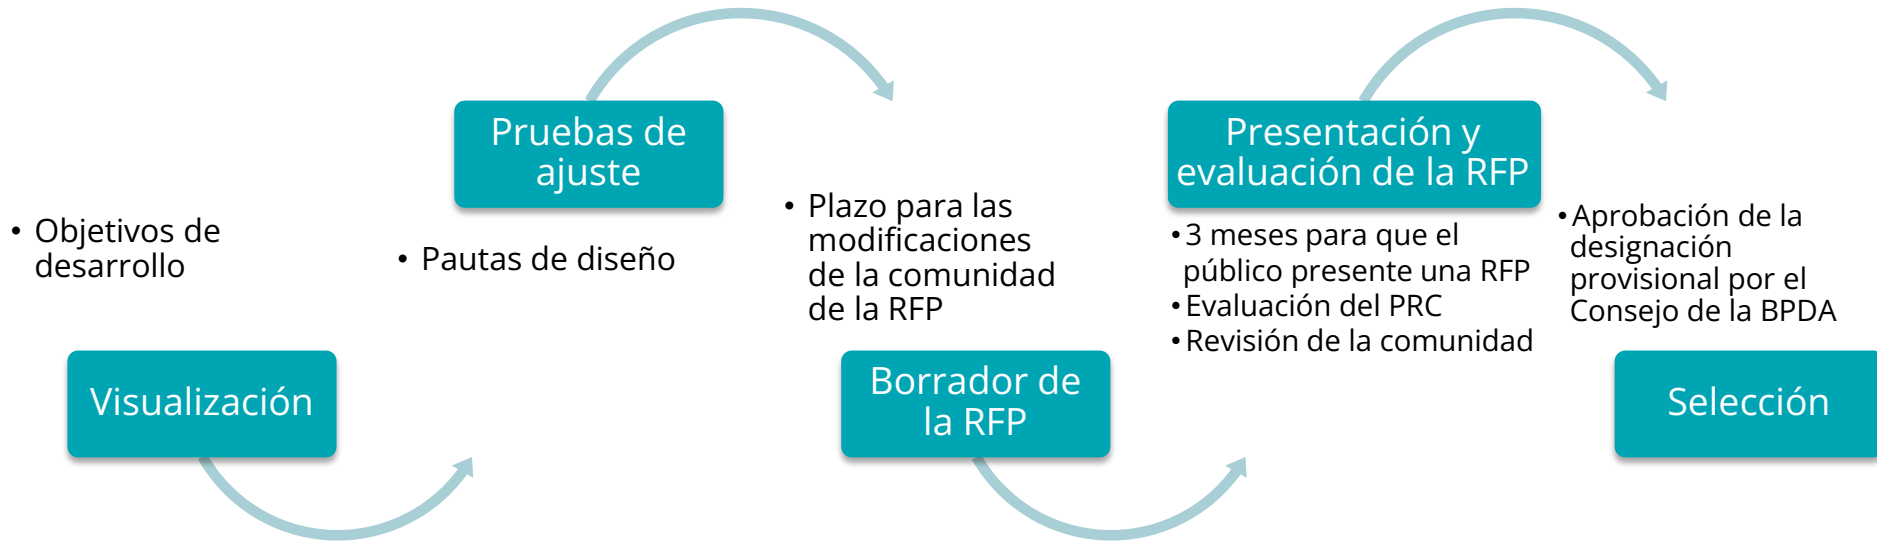 • Objetivos de
desarrollo
Visualización
Pruebas de
ajuste
• Pautas de diseño
• Plazo para las
modificaciones
de la comunidad
de la RFP
Borrador de
la RFP
Presentación y
evaluación de la RFP
• 3 meses para que el
público presente una RFP
• Evaluación del PRC
• Revisión de la comunidad
• Aprobación de la
designación
provisional por el
Consejo de la BPDA
Selección